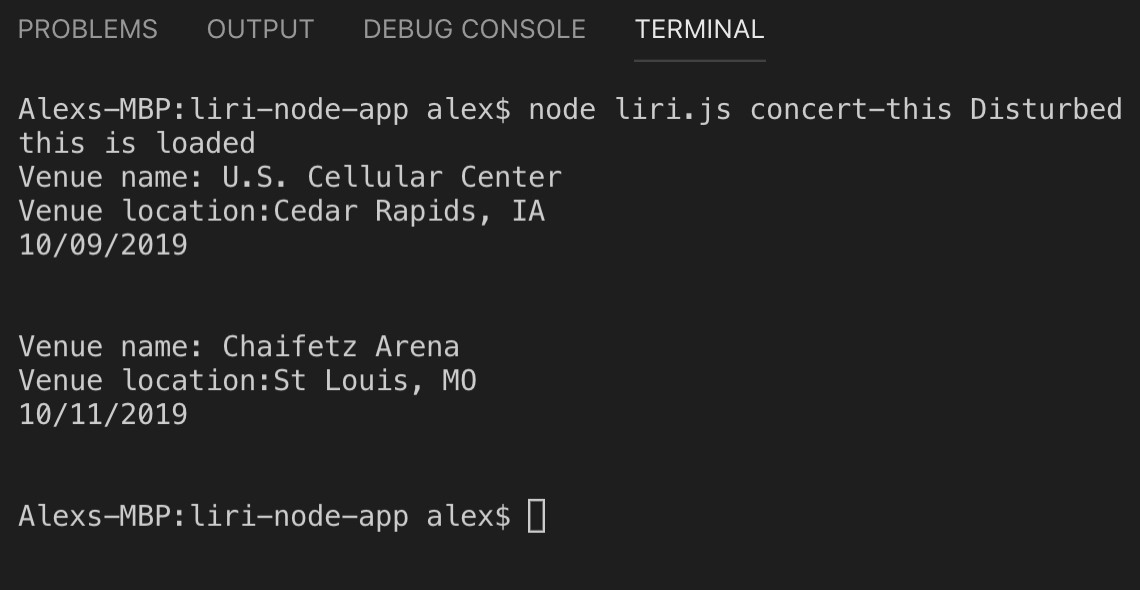 PROBLEMS OUTPUT DEBUG CONSOLE TERMINAL
Alexs-MBP:liri-node-app alex$ node liri.js concert-this Disturbed
this is loaded
Venue name: U.S. Cellular Center
Venue location:Cedar Rapids, IA
10/09/2019
Venue name: Chaifetz Arena
Venue location:St Louis, MO
10/11/2019
Alexs-MBP:liri-node-app alex$